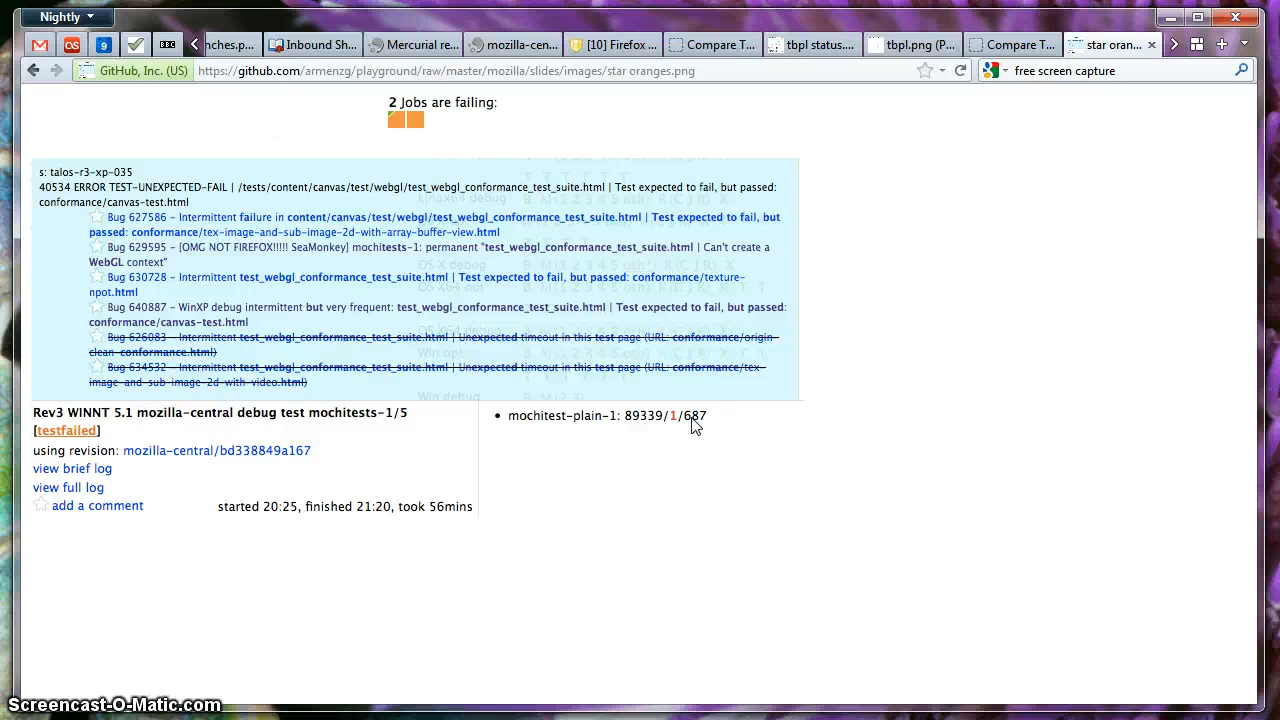 Nightly
M
OS
9
BBC
nches.p...
Inbound Sh...
Mercurial re...
mozilla-cen...
[10] Firefox ...
Compare T...
tbpl status....
tbpl.png (P...
Compare T...
star oran...
GitHub, Inc. (US)
https://github.com/armenzg/playground/raw/master/mozilla/slides/images/star oranges.png
free screen capture
2 Jobs are failing:
s: talos-r3-xp-035
40534 ERROR TEST-UNEXPECTED-FAIL | /tests/content/canvas/test/webgl/test_webgl_conformance_test_suite.html | Test expected to fail, but passed:
conformance/canvas-test.html
Bug 627586 – Intermittent failure in content/canvas/test/webgl/test_webgl_conformance_test_suite.html | Test expected to fail, but
passed: conformance/tex-image-and-sub-image-2d-with-array-buffer-view.html
Bug 629595 – [OMG NOT FIREFOX!!!!! SeaMonkey] mochitests-1: permanent "test_webgl_conformance_test_suite.html | Can't create a
WebGL context"
Bug 630728 – Intermittent test_webgl_conformance_test_suite.html | Test expected to fail, but passed: conformance/texture-
npot.html
Bug 640887 – WinXP debug intermittent but very frequent: test_webgl_conformance_test_suite.html | Test expected to fail, but passed:
conformance/canvas-test.html
Bug 626083 – Intermittent test_webgl_conformance_test_suite.html | Unexpected timeout in this test page (URL: conformance/origin-
clean-conformance.html)
Bug 634532 – Intermittent test_webgl_conformance_test_suite.html | Unexpected timeout in this test page (URL: conformance/tex-
image-and-sub-image-2d-with-video.html)
Rev3 WINNT 5.1 mozilla-central debug test mochitests-1/5
[testfailed]
• mochitest-plain-1: 89339/1/687
using revision: mozilla-central/bd338849a167
view brief log
view full log
add a comment
started 20:25, finished 21:20, took 56mins
Screencast-O-Matic.com